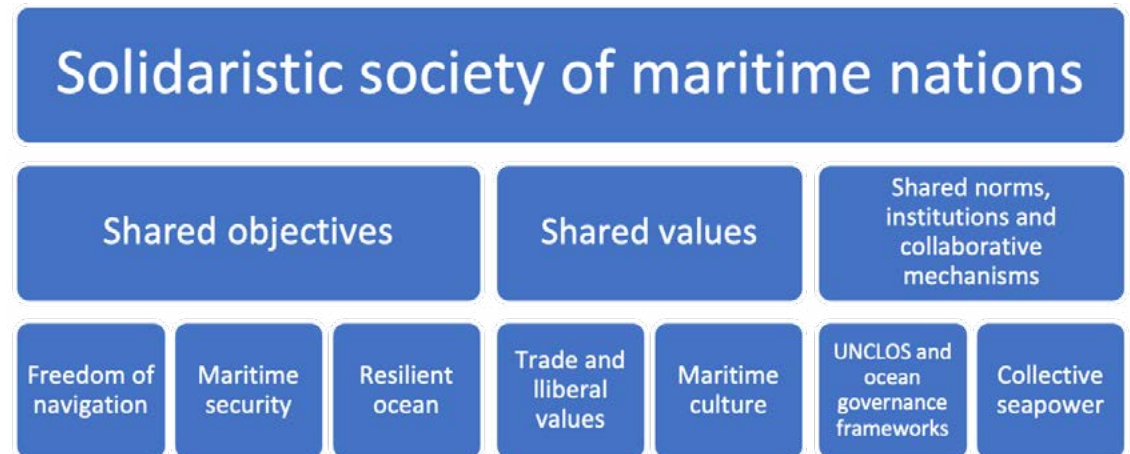 Solidaristic society of maritime nations
Shared objectives
Shared values
Shared norms,
institutions and
collaborative
mechanisms
Freedom of
navigation
Maritime
security
Resilient
ocean
Trade and
lliberal
values
Maritime
culture
UNCLOS and
ocean
governance
frameworks
Collective
seapower